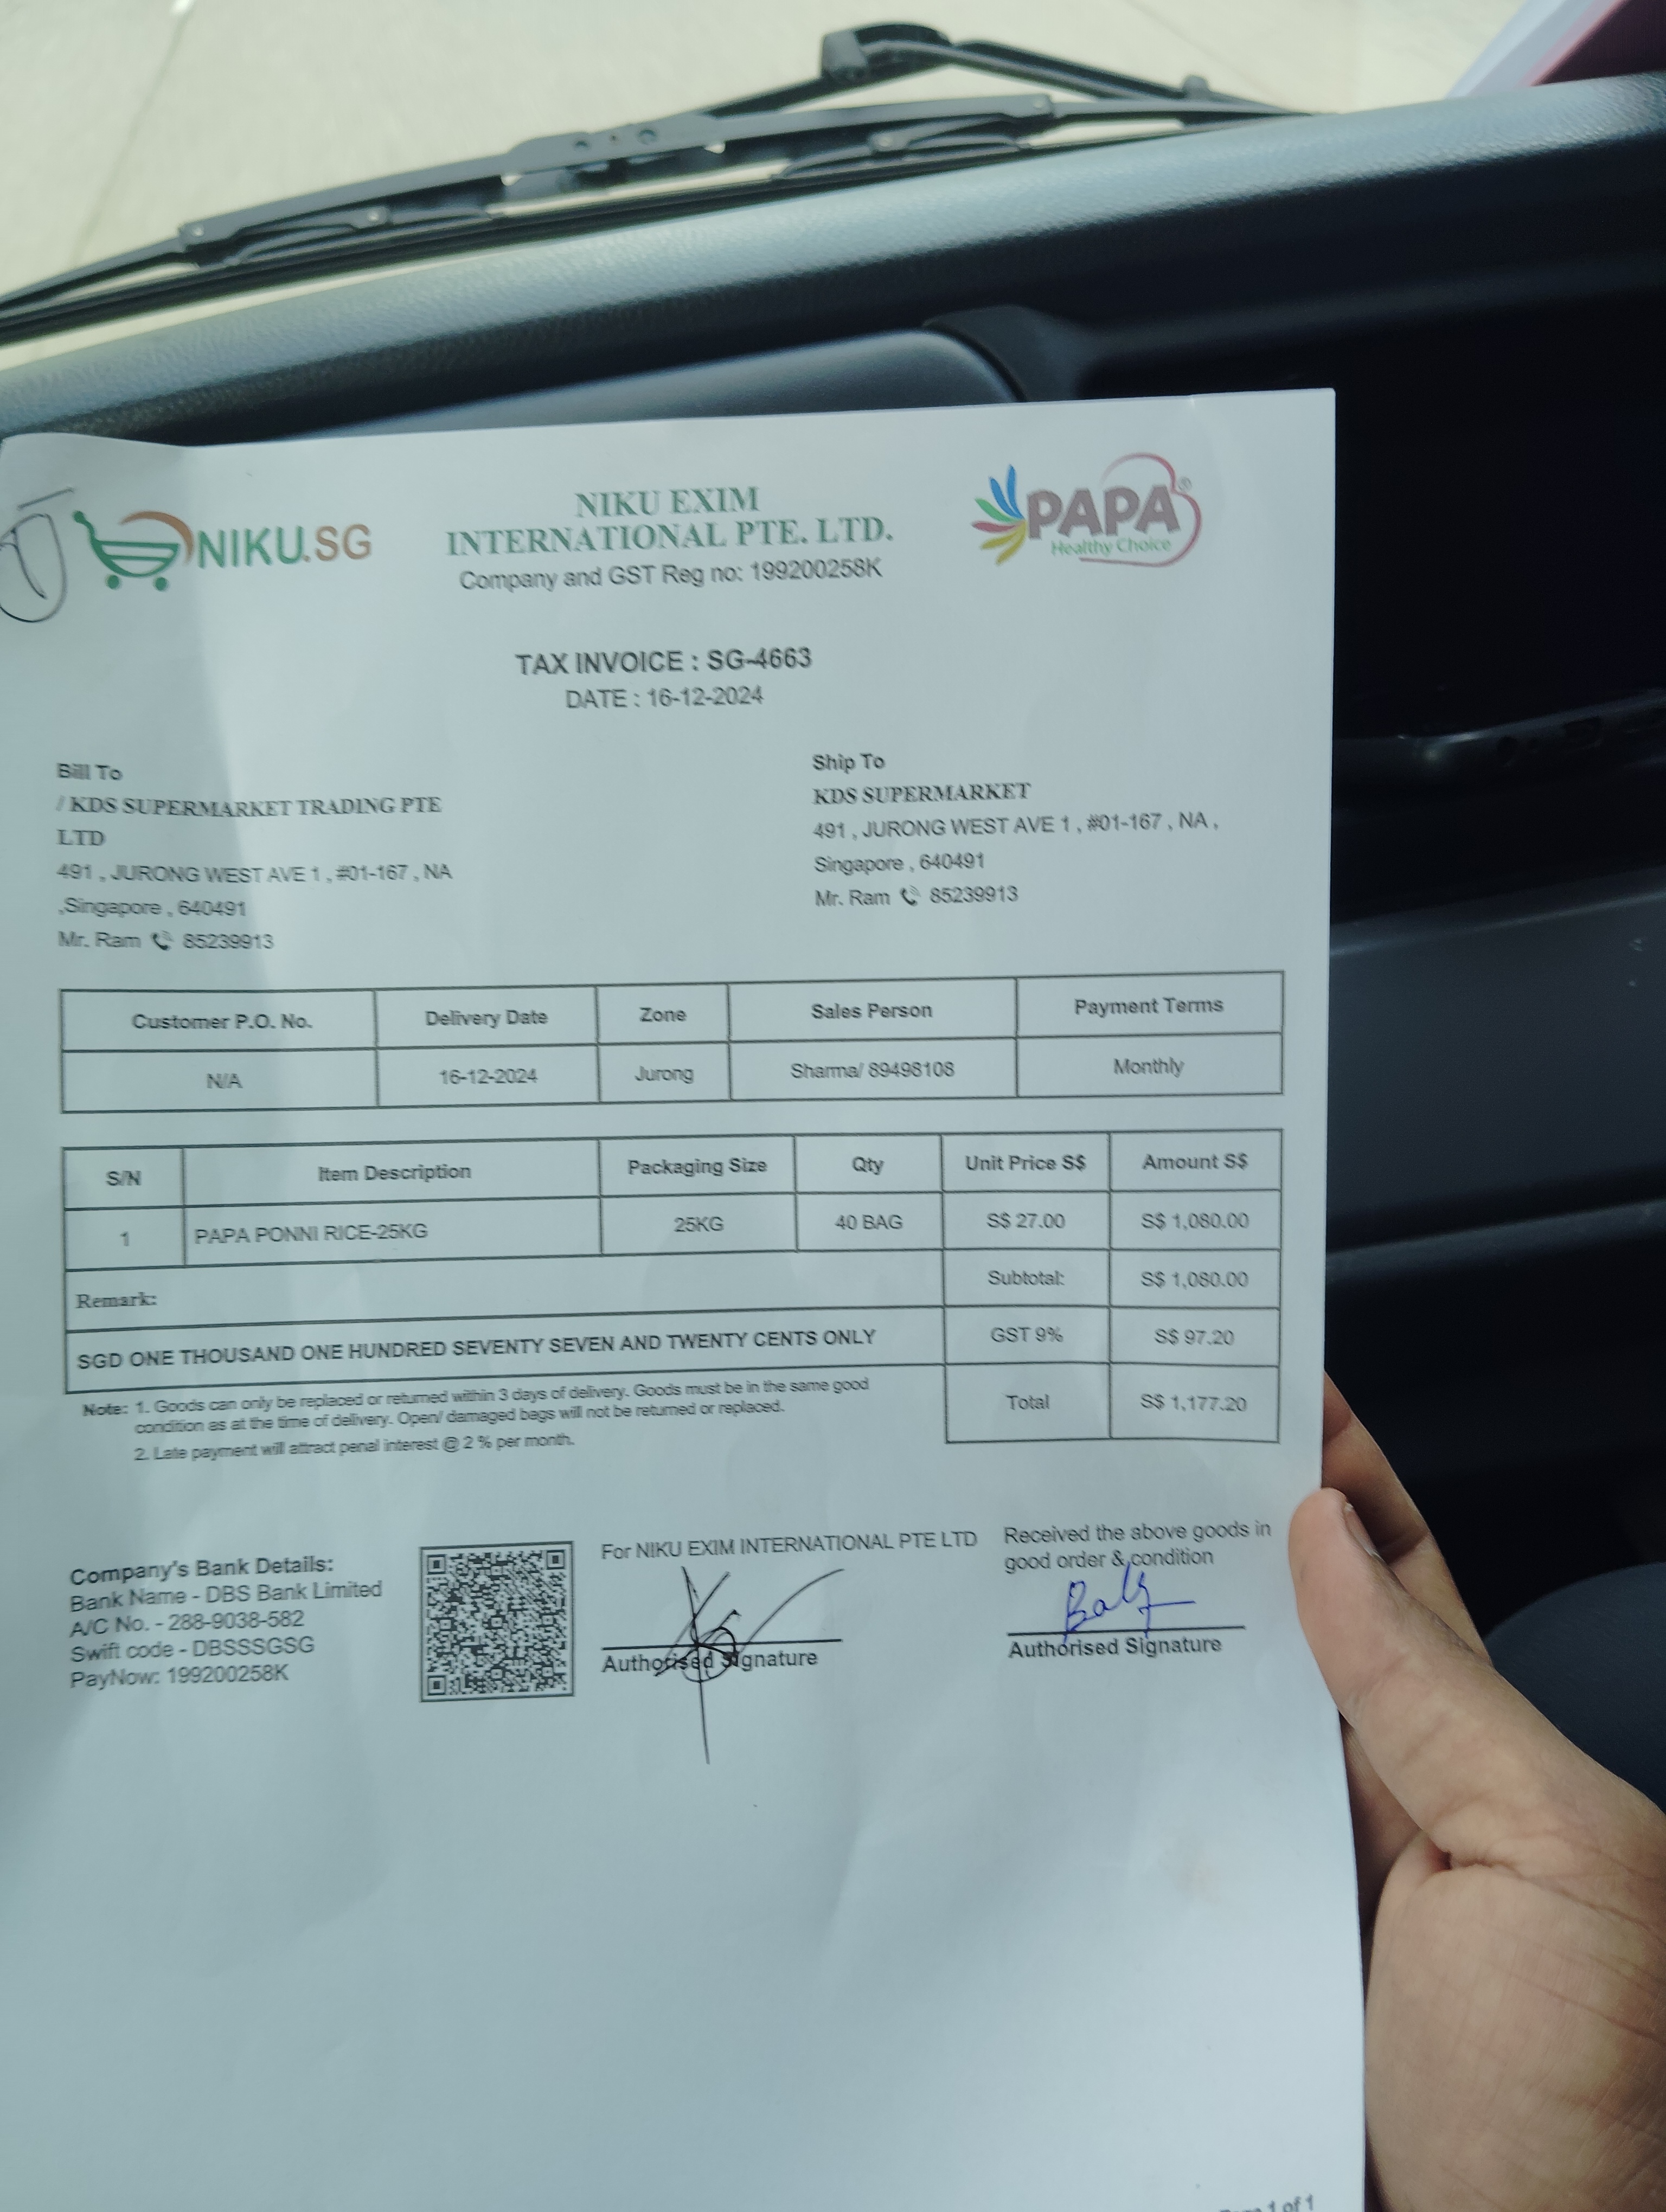 NIKU.SG
NIKU EXIM
INTERNATIONAL PTE. LTD.
Company and GST Reg no: 199200258K
PAPA®
Healthy Choice
TAX INVOICE : SG-4663
DATE : 16-12-2024
Bill To
/ KDS SUPERMARKET TRADING PTE
LTD
491 , JURONG WEST AVE 1 , #01-167 , NA
,Singapore , 640491
Mr. Ram 85239913
Ship To
KDS SUPERMARKET
491 , JURONG WEST AVE 1 , #01-167 , NA ,
Singapore , 640491
Mr. Ram 85239913
Customer P.O. No. Delivery Date Zone Sales Person Payment Terms
N/A 16-12-2024 Jurong Sharma/ 89498108 Monthly
S/N Item Description Packaging Size Qty Unit Price S$ Amount S$
1 PAPA PONNI RICE-25KG 25KG 40 BAG S$ 27.00 S$ 1,080.00
Remark: Subtotal: S$ 1,080.00
SGD ONE THOUSAND ONE HUNDRED SEVENTY SEVEN AND TWENTY CENTS ONLY GST 9% S$ 97.20
Total S$ 1,177.20
Note: 1. Goods can only be replaced or returned within 3 days of delivery. Goods must be in the same good
condition as at the time of delivery. Open/ damaged bags will not be returned or replaced.
2. Late payment will attract penal interest @ 2 % per month.
Company's Bank Details:
Bank Name - DBS Bank Limited
A/C No. - 288-9038-582
Swift code - DBSSSGSG
PayNow: 199200258K
For NIKU EXIM INTERNATIONAL PTE LTD
Authorised Signature
Received the above goods in
good order & condition
Authorised Signature
1 of 1